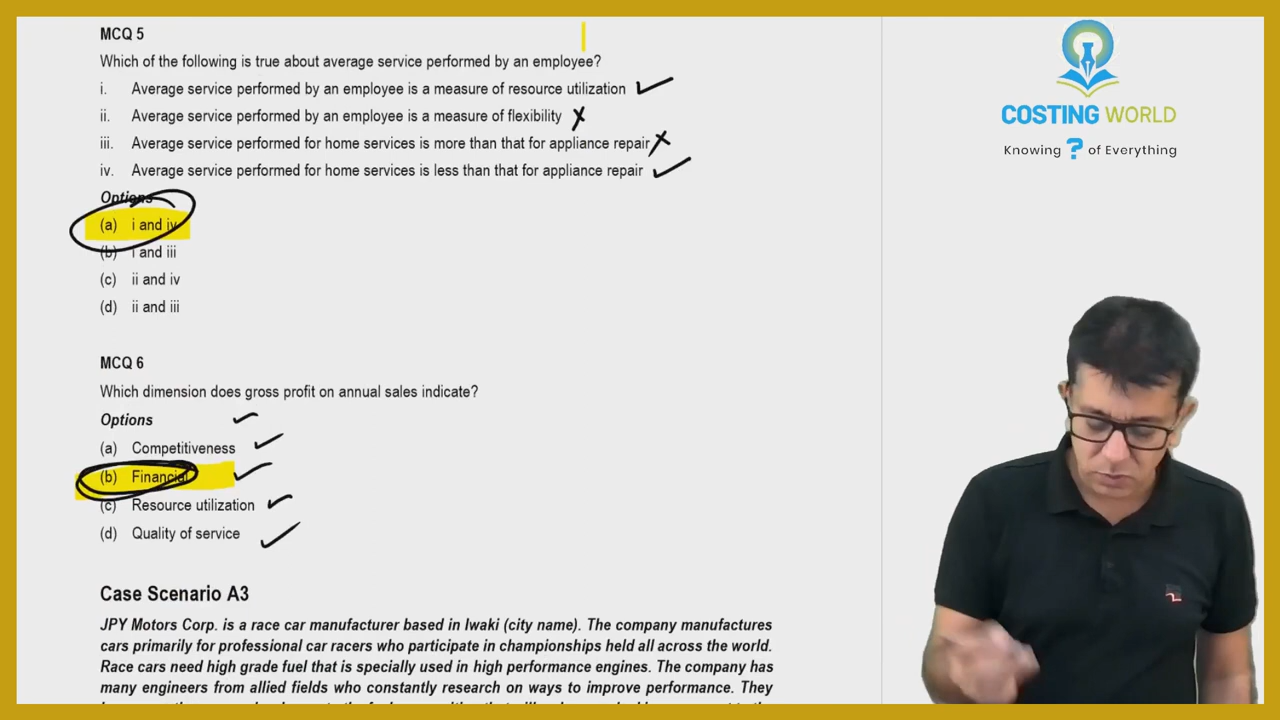 MCQ 5
Which of the following is true about average service performed by an employee?
i. Average service performed by an employee is a measure of resource utilization
ii. Average service performed by an employee is a measure of flexibility
iii. Average service performed for home services is more than that for appliance repair
iv. Average service performed for home services is less than that for appliance repair
Options
(a) i and iv
(b) i and iii
(c) ii and iv
(d) ii and iii
MCQ 6
Which dimension does gross profit on annual sales indicate?
Options
(a) Competitiveness
(b) Financial
(c) Resource utilization
(d) Quality of service
Case Scenario A3
JPY Motors Corp. is a race car manufacturer based in Iwaki (city name). The company manufactures
cars primarily for professional car racers who participate in championships held all across the world.
Race cars need high grade fuel that is specially used in high performance engines. The company has
many engineers from allied fields who constantly research on ways to improve performance. They
COSTING WORLD
Knowing ? of Everything